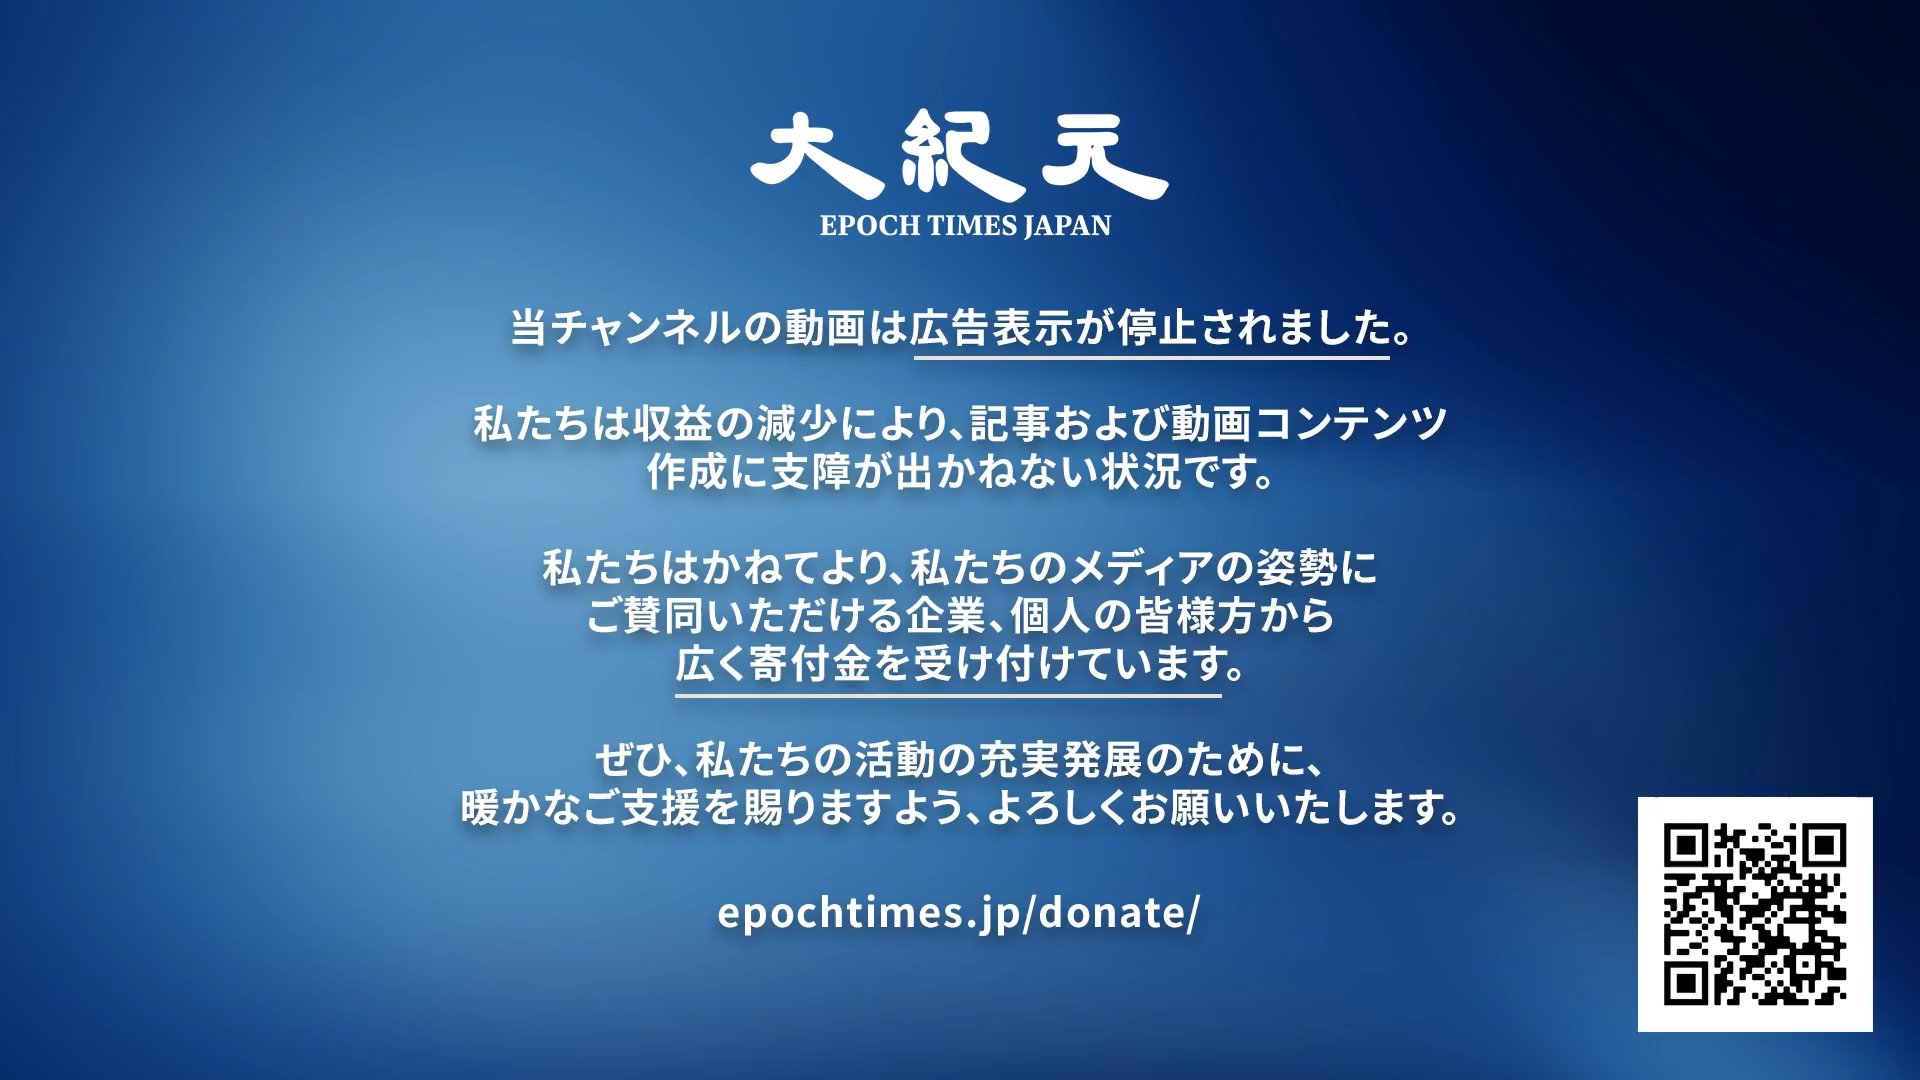 大紀元
EPOCH TIMES JAPAN
当チャンネルの動画は広告表示が停止されました。
私たちは収益の減少により、記事および動画コンテンツ
作成に支障が出かねない状況です。
私たちはかねてより、私たちのメディアの姿勢に
ご賛同いただける企業、個人の皆様方から
広く寄付金を受け付けています。
ぜひ、私たちの活動の充実発展のために、
暖かなご支援を賜りますよう、よろしくお願いいたします。
epochtimes.jp/donate/